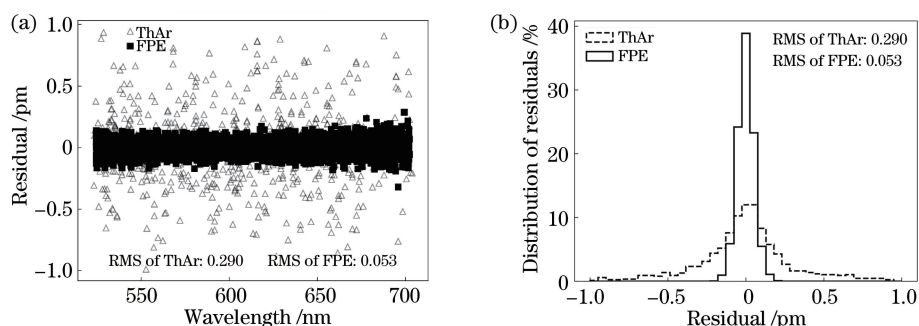 (a)
1.0
0.5
0
−0.5
−1.0
Residual /pm
ThAr
FPE
RMS of ThAr: 0.290 RMS of FPE: 0.053
550 600 650 700
Wavelength /nm
(b)
40
30
20
10
0
Distribution of residuals /%
ThAr
FPE
RMS of ThAr: 0.290
RMS of FPE: 0.053
−1.0 −0.5 0 0.5 1.0
Residual /pm